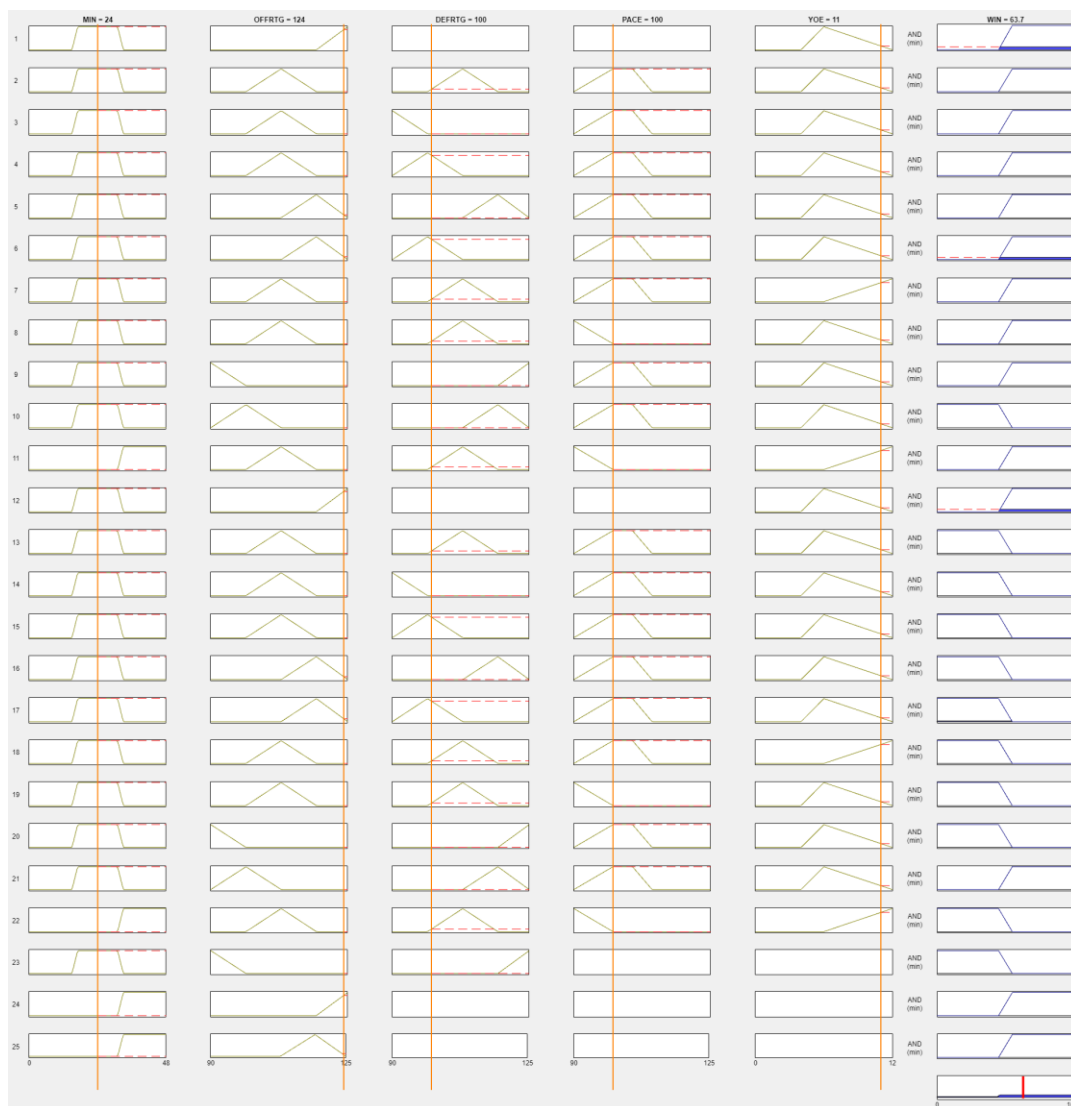 MIN = 24 OFFRTG = 124 DEFRTG = 100 PACE = 100 YOE = 11 WIN = 63.7
1 AND (min)
2 AND (min)
3 AND (min)
4 AND (min)
5 AND (min)
6 AND (min)
7 AND (min)
8 AND (min)
9 AND (min)
10 AND (min)
11 AND (min)
12 AND (min)
13 AND (min)
14 AND (min)
15 AND (min)
16 AND (min)
17 AND (min)
18 AND (min)
19 AND (min)
20 AND (min)
21 AND (min)
22 AND (min)
23 AND (min)
24 AND (min)
25 AND (min)
0 48 90 125 90 125 90 125 0 12
0